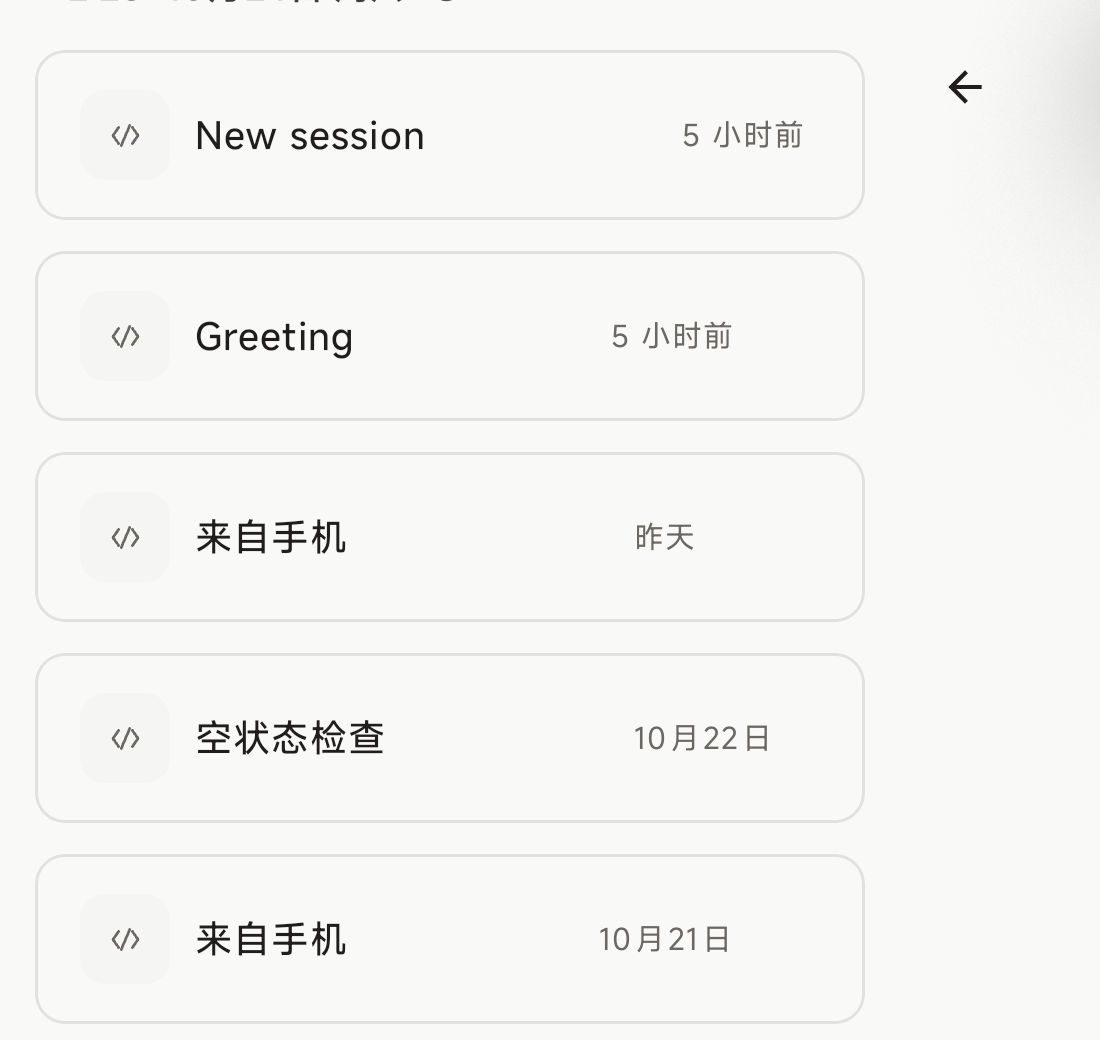 New session
5 小时前
Greeting
5 小时前
来自手机
昨天
空状态检查
10月22日
来自手机
10月21日